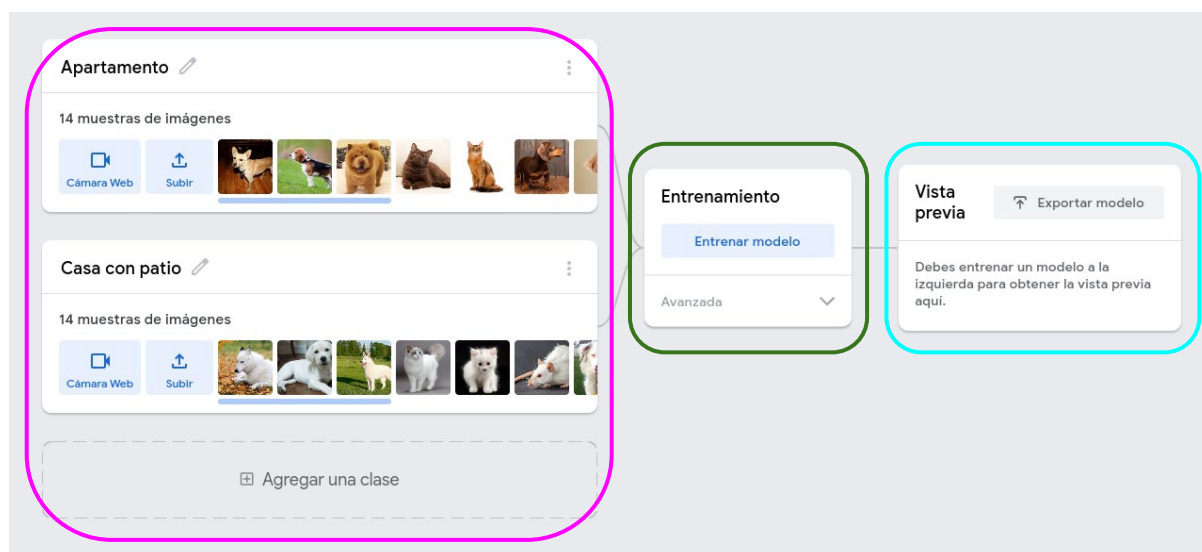 Apartamento
14 muestras de imágenes
Cámara Web
Subir
Casa con patio
14 muestras de imágenes
Cámara Web
Subir
Agregar una clase
Entrenamiento
Entrenar modelo
Avanzada
Vista
previa
Exportar modelo
Debes entrenar un modelo a la
izquierda para obtener la vista previa
aquí.